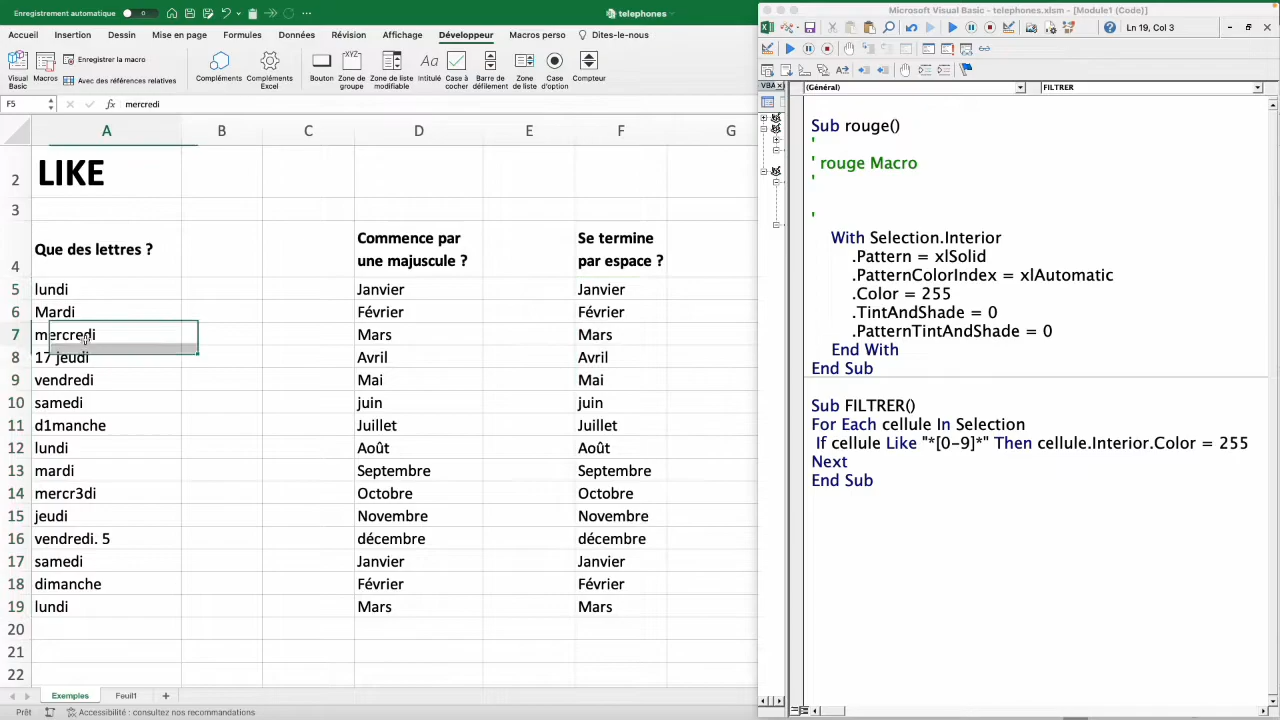 Enregistrement automatique 0
telephones
Accueil Dessin Mise en page Révision Affichage Développeur Macros perso Dites-le-nous
Enregistrer la macro
Avec des références relatives
Visual Basic Macros Compléments Compléments Excel Bouton Zone de groupe Zone de liste modifiable Intitulé Case à cocher Barre de défilement Zone de liste Case d'option Compteur
F5 fx mercredi
A B C D E F G
2 LIKE
3
4 Que des lettres ? Commence par une majuscule ? Se termine par espace ?
5 lundi Janvier Janvier
6 Mardi Février Février
7 mercredi Mars Mars
8 17 jeudi Avril Avril
9 vendredi Mai Mai
10 samedi juin juin
11 d1manche Juillet Juillet
12 lundi Août Août
13 mardi Septembre Septembre
14 mercr3di Octobre Octobre
15 jeudi Novembre Novembre
16 vendredi. 5 décembre décembre
17 samedi Janvier Janvier
18 dimanche Février Février
19 lundi Mars Mars
20
21
22
Exemples Feuil1 +
Prêt Accessibilité : consultez nos recommandations
Microsoft Visual Basic - telephones.xlsm - [Module1 (Code)]
Ln 19, Col 3
VBA
(Général) FILTRER
Sub rouge()
'
' rouge Macro
'
'
With Selection.Interior
.Pattern = xlSolid
.PatternColorIndex = xlAutomatic
.Color = 255
.TintAndShade = 0
.PatternTintAndShade = 0
End With
End Sub
Sub FILTRER()
For Each cellule In Selection
If cellule Like "*[0-9]*" Then cellule.Interior.Color = 255
Next
End Sub